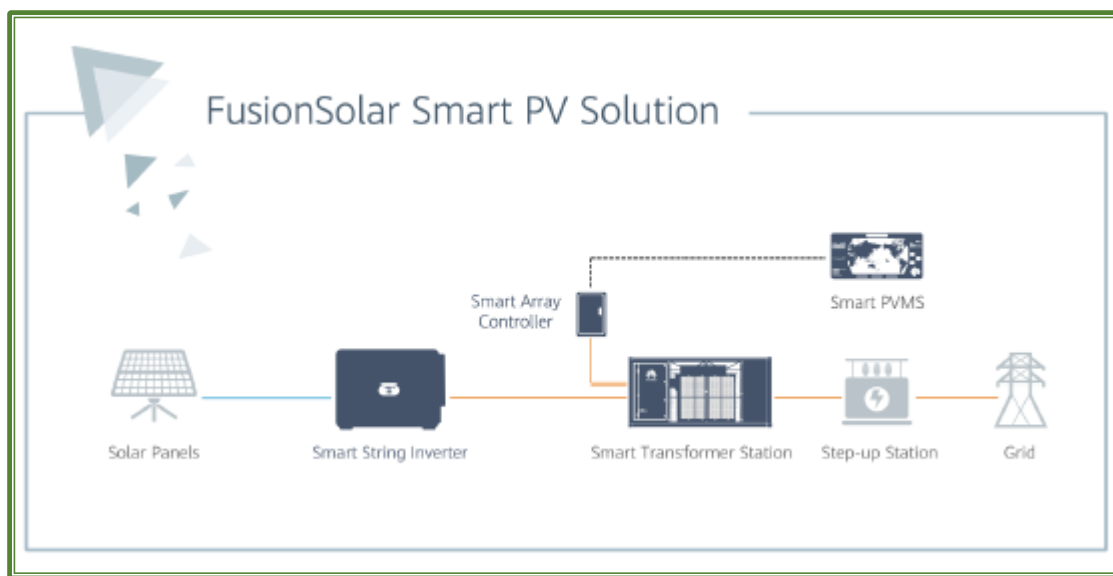 FusionSolar Smart PV Solution
Smart Array
Controller
Smart PVMS
Solar Panels
Smart String Inverter
Smart Transformer Station
Step-up Station
Grid